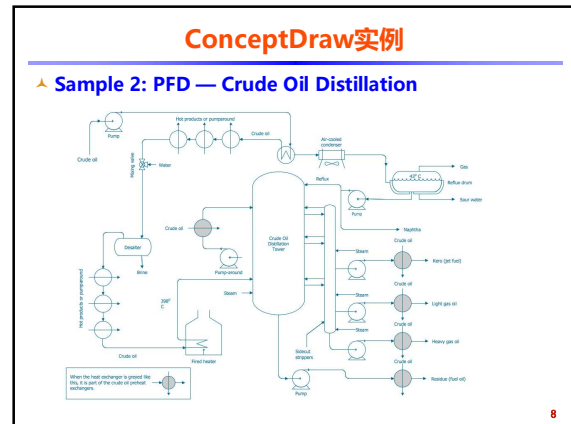 ConceptDraw实例
Sample 2: PFD — Crude Oil Distillation
Hot products or pumparound
Pump
Crude oil
Crude oil
Air-cooled
condenser
Mixing valve
Water
Gas
43° C
Reflux drum
Reflux
Sour water
Pump
Naphtha
Crude oil
Crude Oil
Distillation
Tower
Crude oil
Desalter
Brine
Pump-around
Steam
Kero (jet fuel)
Crude oil
Hot products or pumparound
398°
C
Steam
Steam
Light gas oil
Crude oil
Steam
Heavy gas oil
Crude oil
Fired heater
Crude oil
Sidecut
strippers
Pump
Residue (fuel oil)
When the heat exchanger is greyed like
this, it is part of the crude oil preheat
exchangers.
8